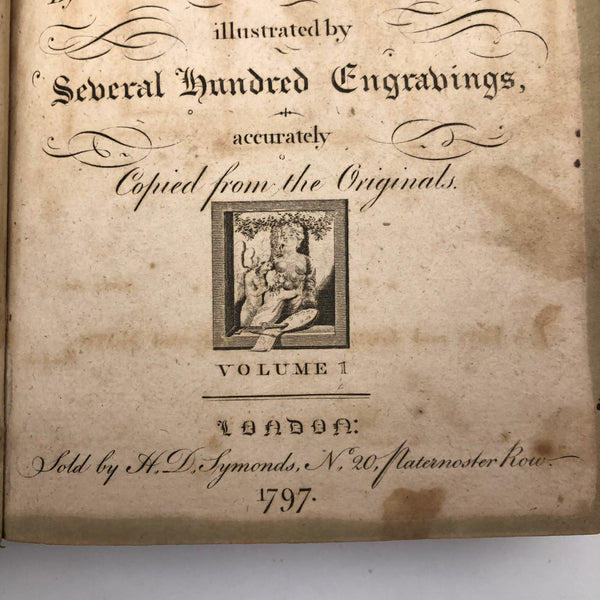 illustrated by
Several Hundred Engravings,
accurately
Copied from the Originals.
VOLUME 1
LONDON:
Sold by H. D. Symonds, No. 20, Paternoster Row.
1797.